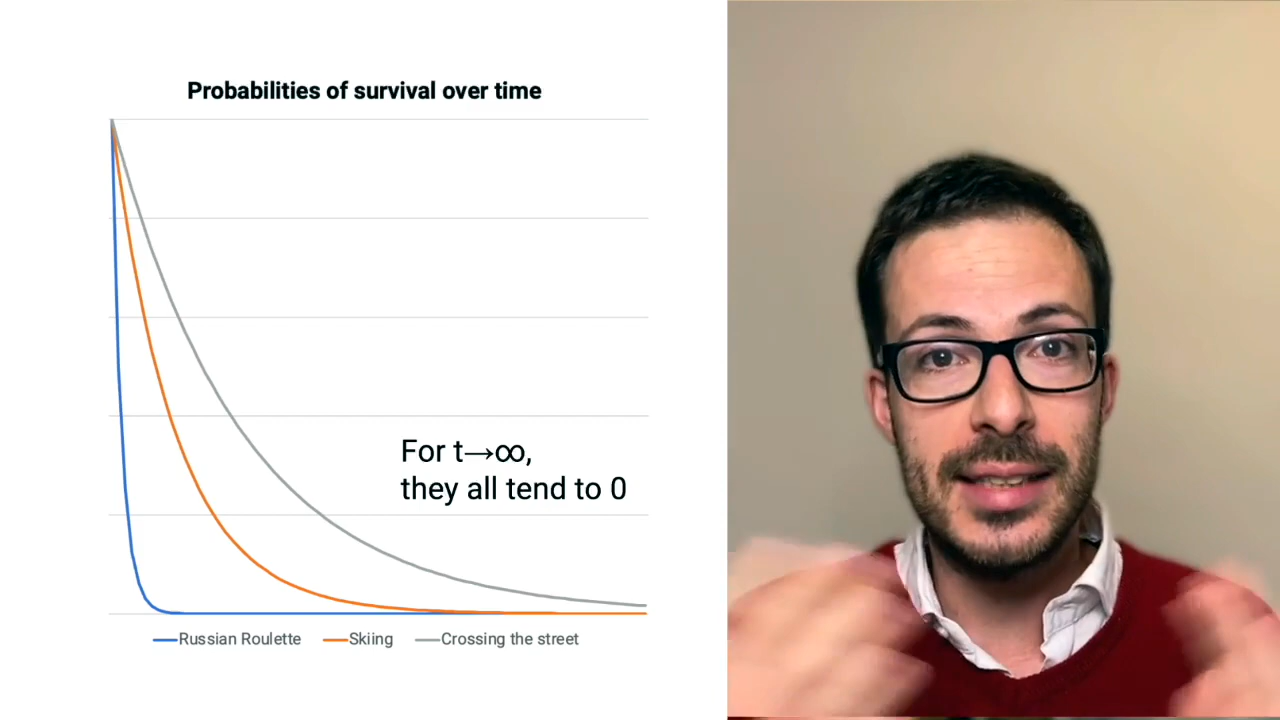 Probabilities of survival over time
For t→∞,
they all tend to 0
Russian Roulette Skiing Crossing the street